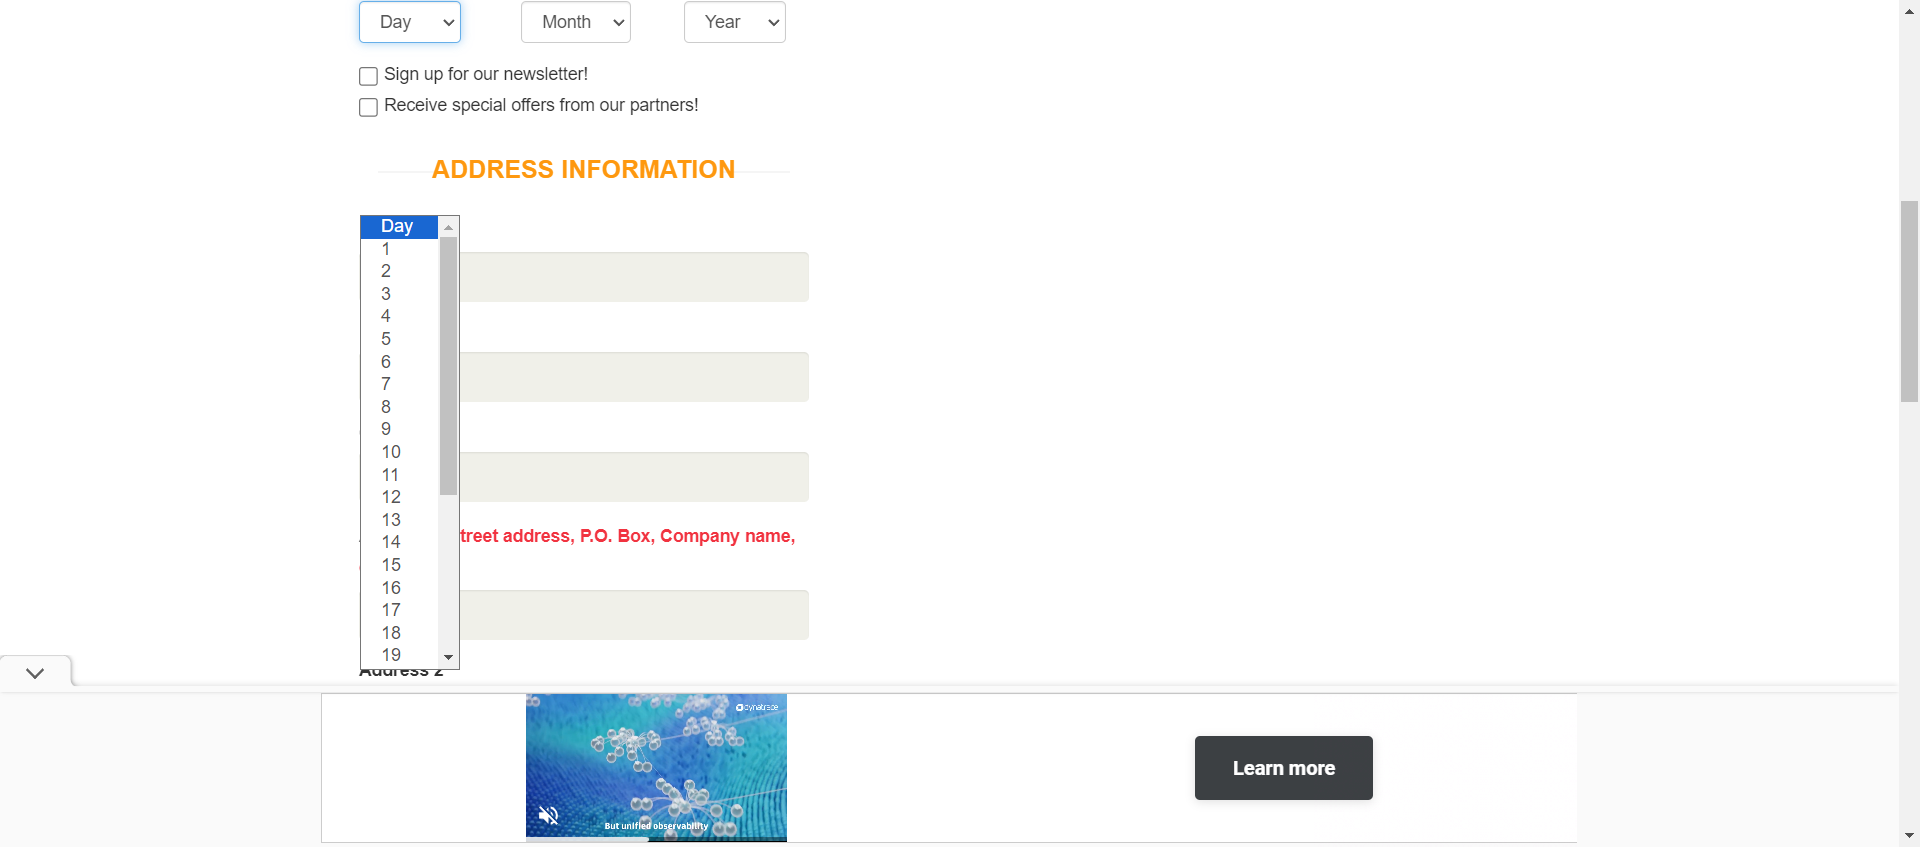 Day Month Year
Sign up for our newsletter!
Receive special offers from our partners!
ADDRESS INFORMATION
Day
1
2
3
4
5
6
7
8
9
10
11
12
13
treet address, P.O. Box, Company name,
14
15
16
17
18
19
Address 2
dynatrace
But unified observability
Learn more